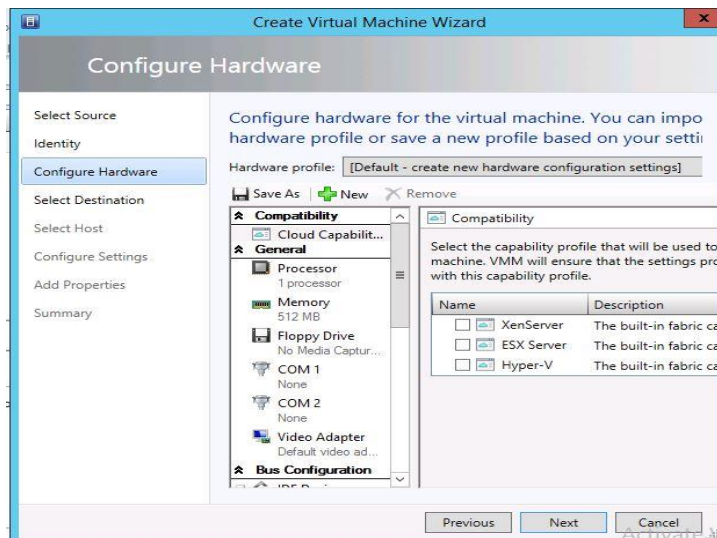 Create Virtual Machine Wizard
x
Configure Hardware
Select Source
Identity
Configure Hardware
Select Destination
Select Host
Configure Settings
Add Properties
Summary
Configure hardware for the virtual machine. You can impo
hardware profile or save a new profile based on your setti
Hardware profile: [Default - create new hardware configuration settings]
Save As New Remove
Compatibility
Cloud Capabilit...
General
Processor
1 processor
Memory
512 MB
Floppy Drive
No Media Captur...
COM 1
None
COM 2
None
Video Adapter
Default video ad...
Bus Configuration
Compatibility
Select the capability profile that will be used to
machine. VMM will ensure that the settings pro
with this capability profile.
Name Description
XenServer The built-in fabric ca
ESX Server The built-in fabric ca
Hyper-V The built-in fabric ca
Previous Next Cancel